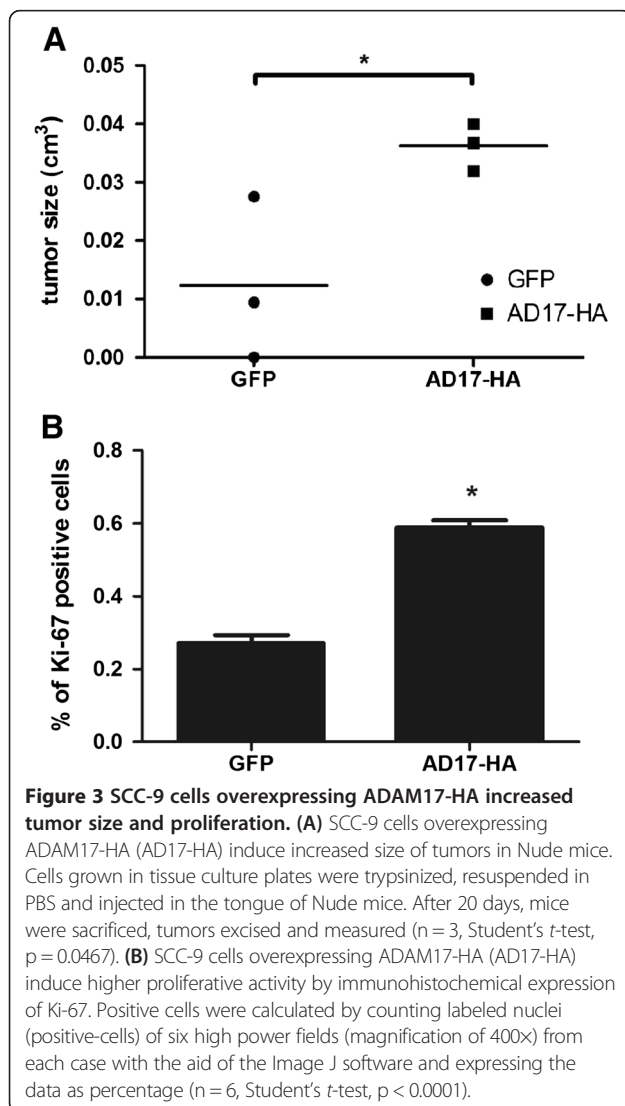 A
*
0.05
0.04
0.03
0.02
0.01
0.00
tumor size (cm³)
GFP
AD17-HA
GFP
AD17-HA
B
*
0.8
0.6
0.4
0.2
0.0
% of Ki-67 positive cells
GFP
AD17-HA
Figure 3 SCC-9 cells overexpressing ADAM17-HA increased
tumor size and proliferation. (A) SCC-9 cells overexpressing
ADAM17-HA (AD17-HA) induce increased size of tumors in Nude mice.
Cells grown in tissue culture plates were trypsinized, resuspended in
PBS and injected in the tongue of Nude mice. After 20 days, mice
were sacrificed, tumors excised and measured (n = 3, Student's t-test,
p = 0.0467). (B) SCC-9 cells overexpressing ADAM17-HA (AD17-HA)
induce higher proliferative activity by immunohistochemical expression
of Ki-67. Positive cells were calculated by counting labeled nuclei
(positive-cells) of six high power fields (magnification of 400×) from
each case with the aid of the Image J software and expressing the
data as percentage (n = 6, Student's t-test, p < 0.0001).